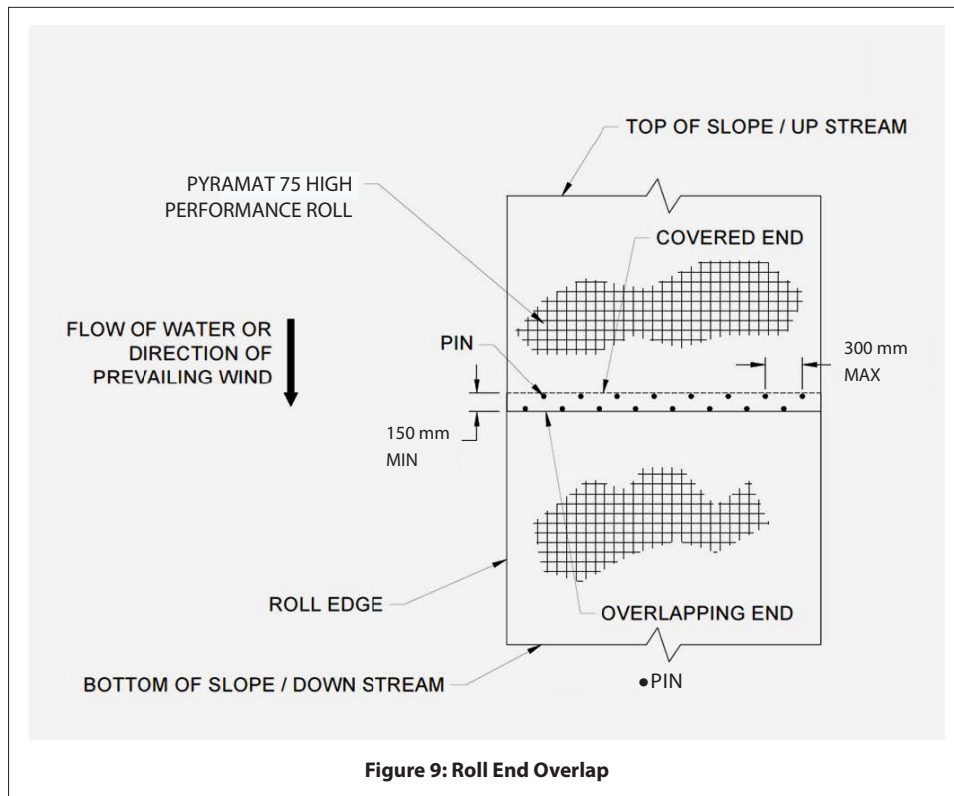 TOP OF SLOPE / UP STREAM
PYRAMAT 75 HIGH
PERFORMANCE ROLL
COVERED END
FLOW OF WATER OR
DIRECTION OF
PREVAILING WIND
PIN
300 mm
MAX
150 mm
MIN
ROLL EDGE
OVERLAPPING END
BOTTOM OF SLOPE / DOWN STREAM
PIN
Figure 9: Roll End Overlap